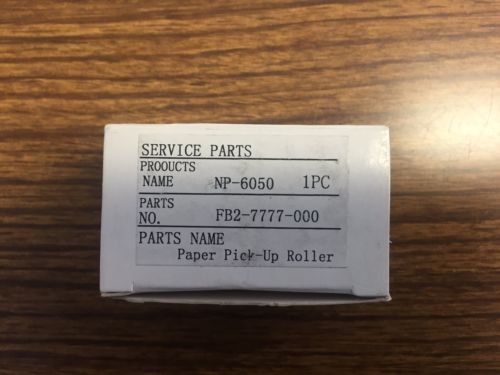 SERVICE PARTS
PROOUCTS
NAME NP-6050 1PC
PARTS
NO. FB2-7777-000
PARTS NAME
Paper Pick-Up Roller